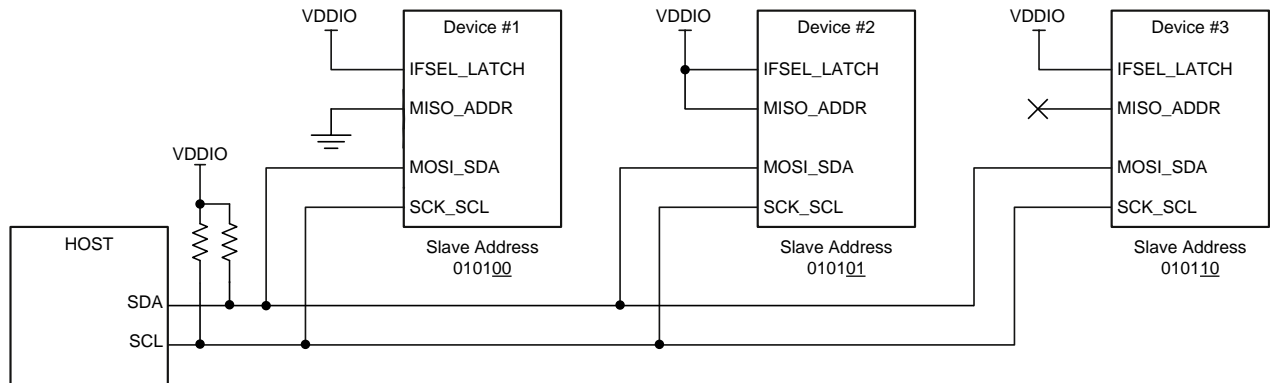 VDDIO
Device #1
IFSEL_LATCH
MISO_ADDR
MOSI_SDA
SCK_SCL
Slave Address
010100
VDDIO
Device #2
IFSEL_LATCH
MISO_ADDR
MOSI_SDA
SCK_SCL
Slave Address
010101
VDDIO
Device #3
IFSEL_LATCH
MISO_ADDR
MOSI_SDA
SCK_SCL
Slave Address
010110
VDDIO
HOST
SDA
SCL